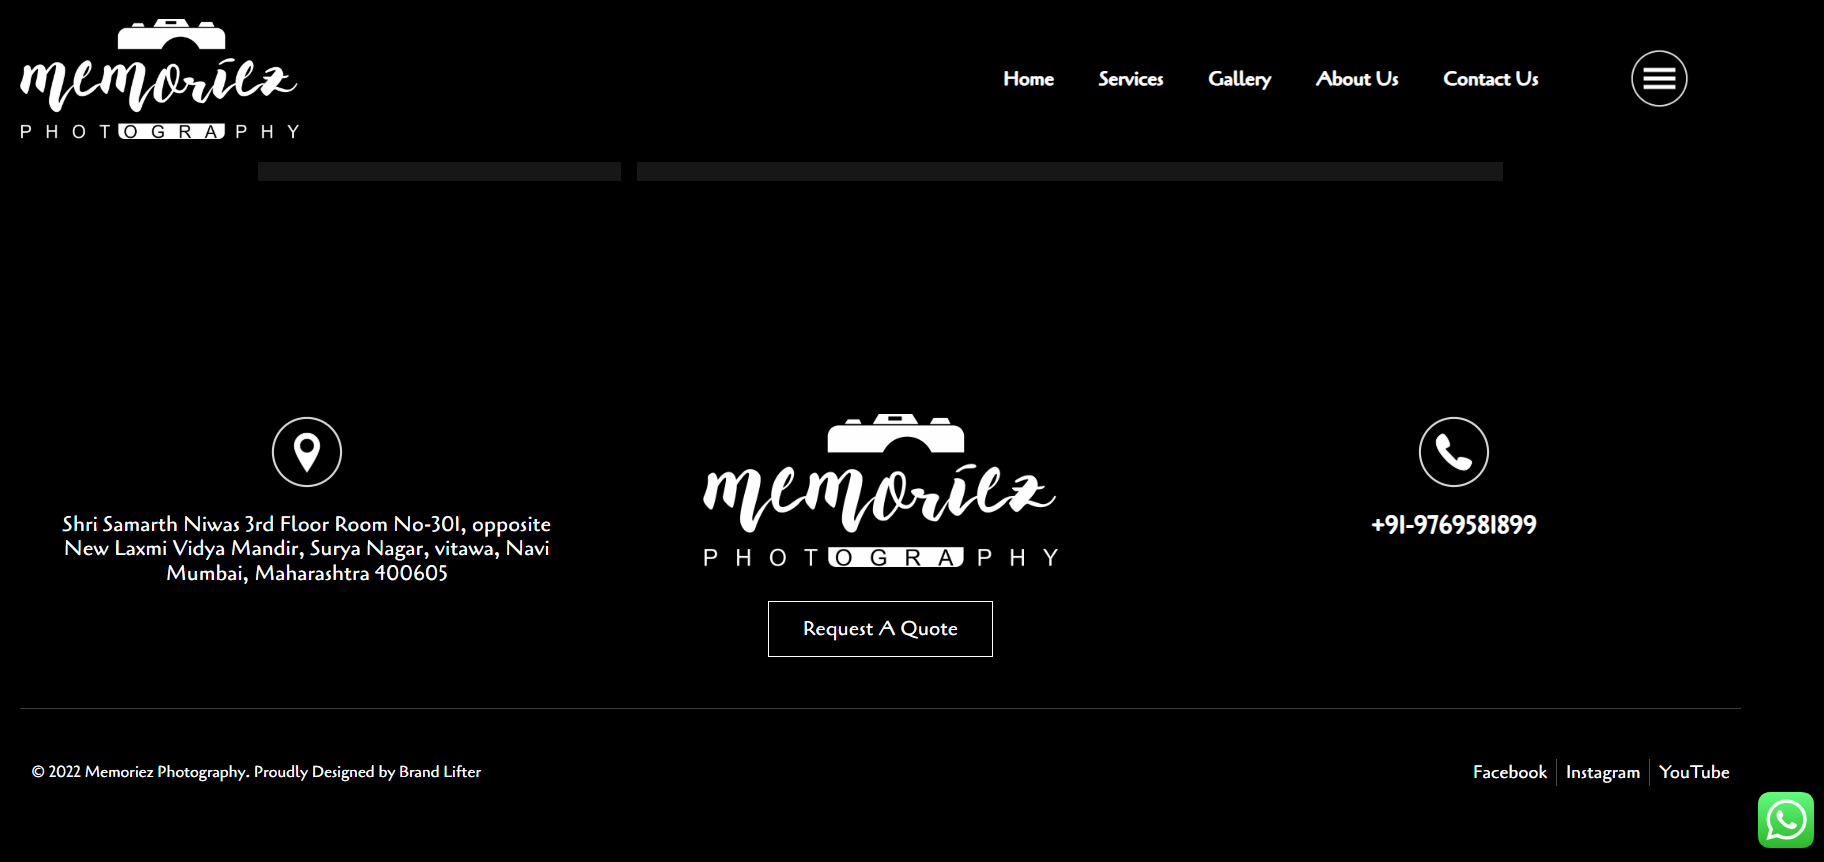 memoriez
PHOTOGRAPHY
Home Services Gallery About Us Contact Us
Shri Samarth Niwas 3rd Floor Room No-301, opposite
New Laxmi Vidya Mandir, Surya Nagar, vitawa, Navi
Mumbai, Maharashtra 400605
memoriez
PHOTOGRAPHY
Request A Quote
+91-9769581899
© 2022 Memoriez Photography. Proudly Designed by Brand Lifter
Facebook Instagram YouTube